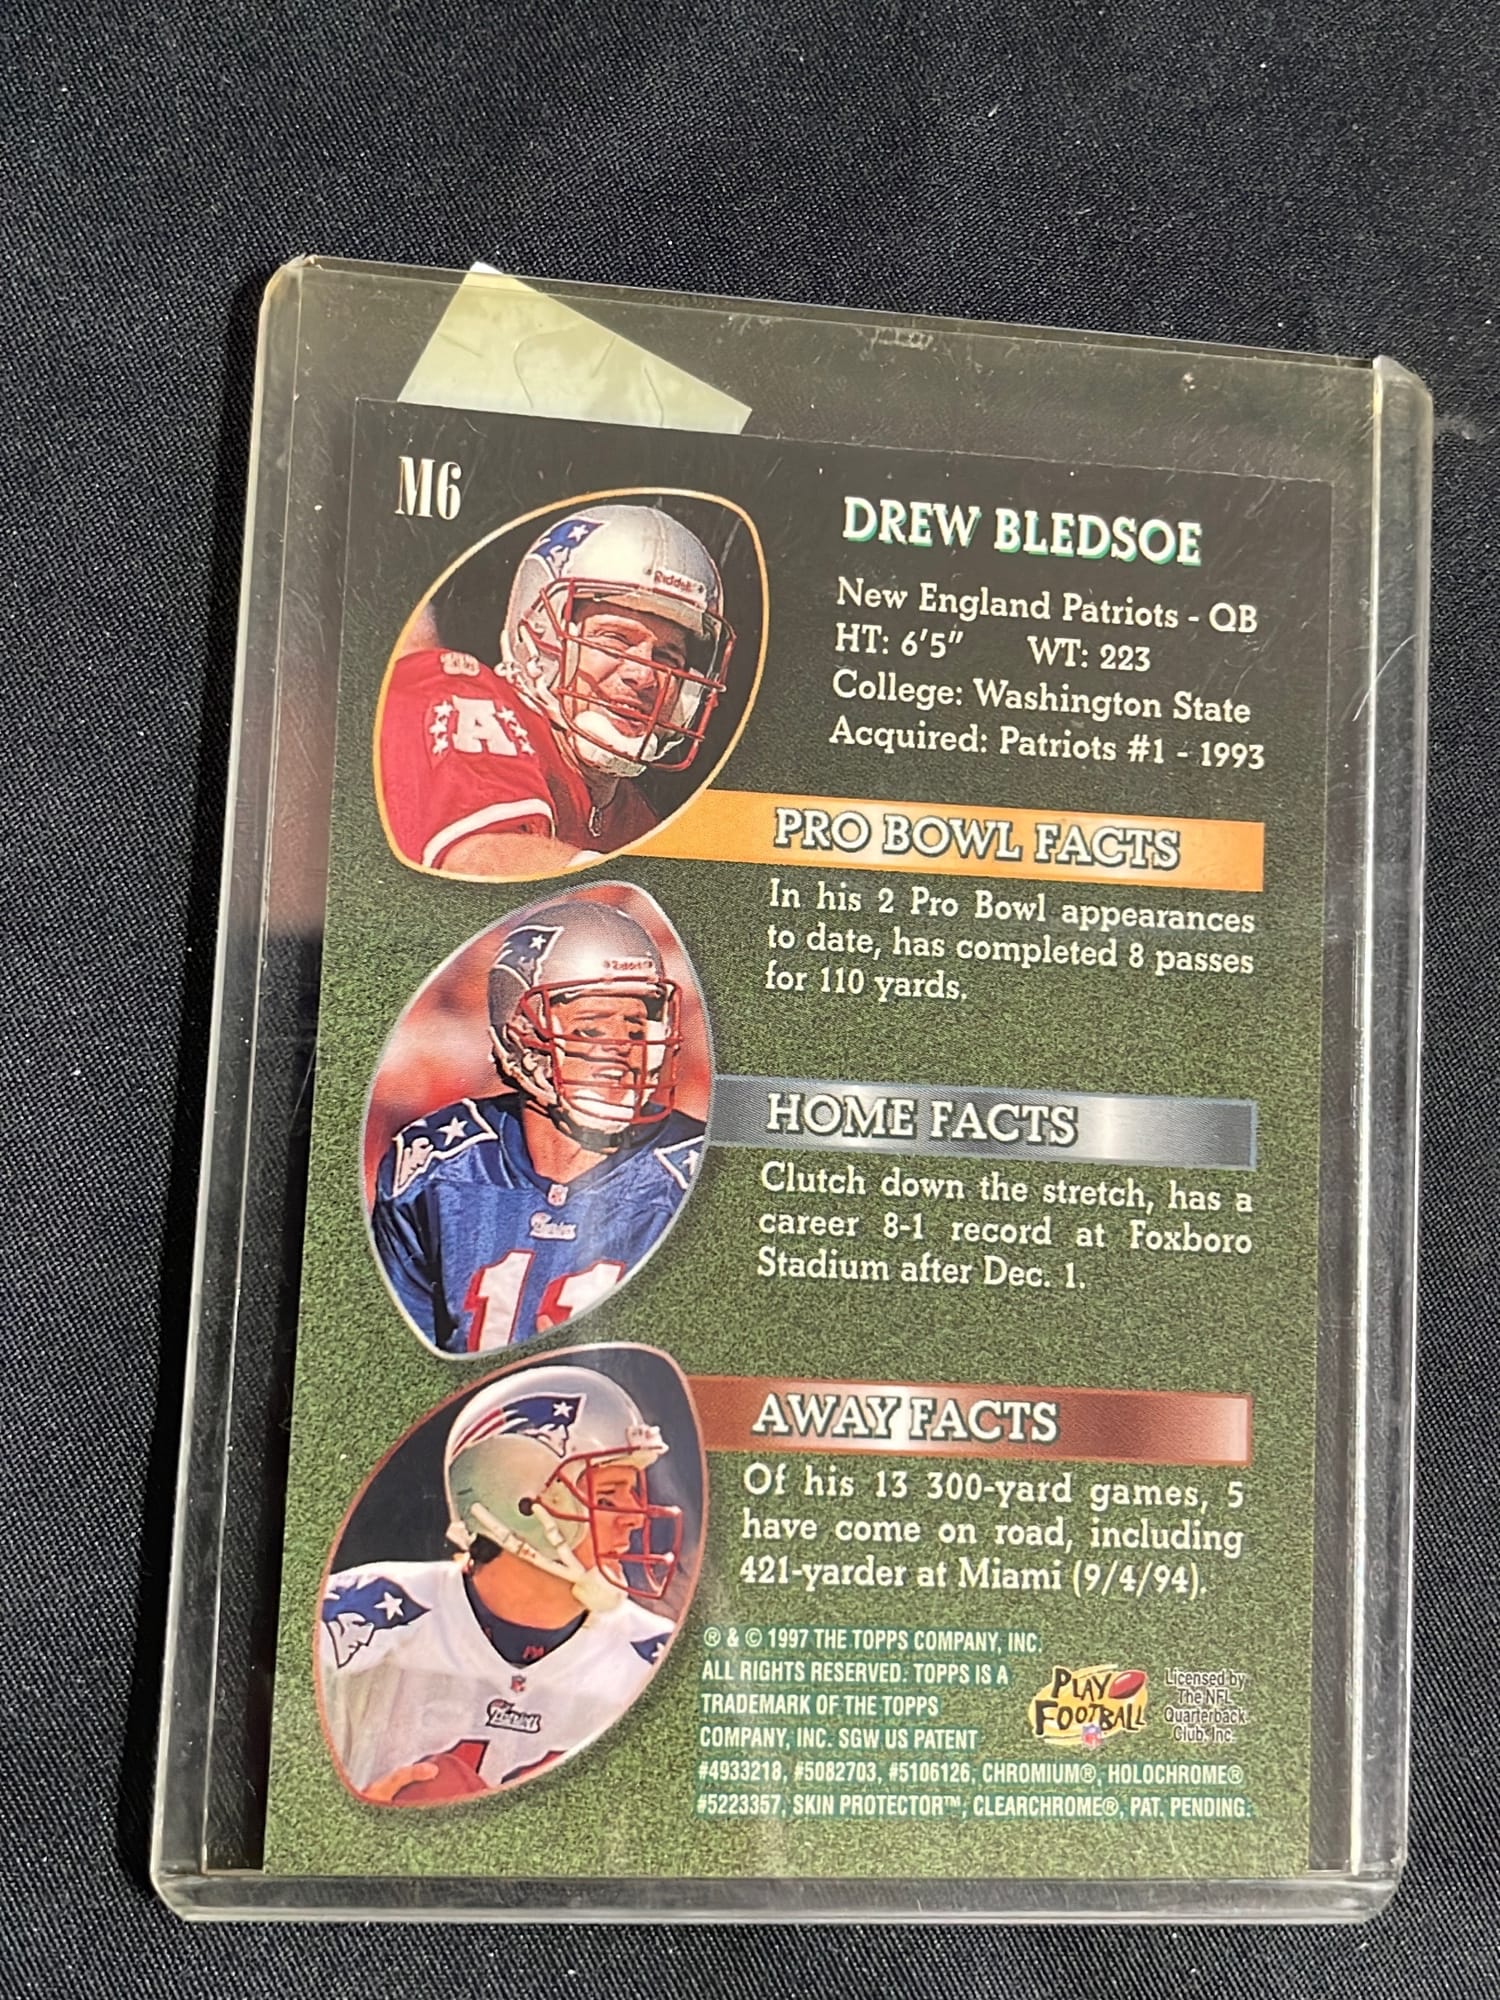 M6
DREW BLEDSOE
New England Patriots - QB
HT: 6'5" WT: 223
College: Washington State
Acquired: Patriots #1 - 1993
Riddell
A
PRO BOWL FACTS
In his 2 Pro Bowl appearances
to date, has completed 8 passes
for 110 yards.
Riddell
HOME FACTS
Clutch down the stretch, has a
career 8-1 record at Foxboro
Stadium after Dec. 1.
Patriots
11
AWAY FACTS
Of his 13 300-yard games, 5
have come on road, including
421-yarder at Miami (9/4/94).
Patriots
11
® & © 1997 THE TOPPS COMPANY, INC.
ALL RIGHTS RESERVED. TOPPS IS A
TRADEMARK OF THE TOPPS
COMPANY, INC. SGW US PATENT
#4933218, #5082703, #5106126, CHROMIUM®, HOLOCHROME®
#5223357, SKIN PROTECTOR™, CLEARCHROME®, PAT. PENDING.
PLAY
FOOTBALL
Licensed by
The NFL
Quarterback
Club, Inc.